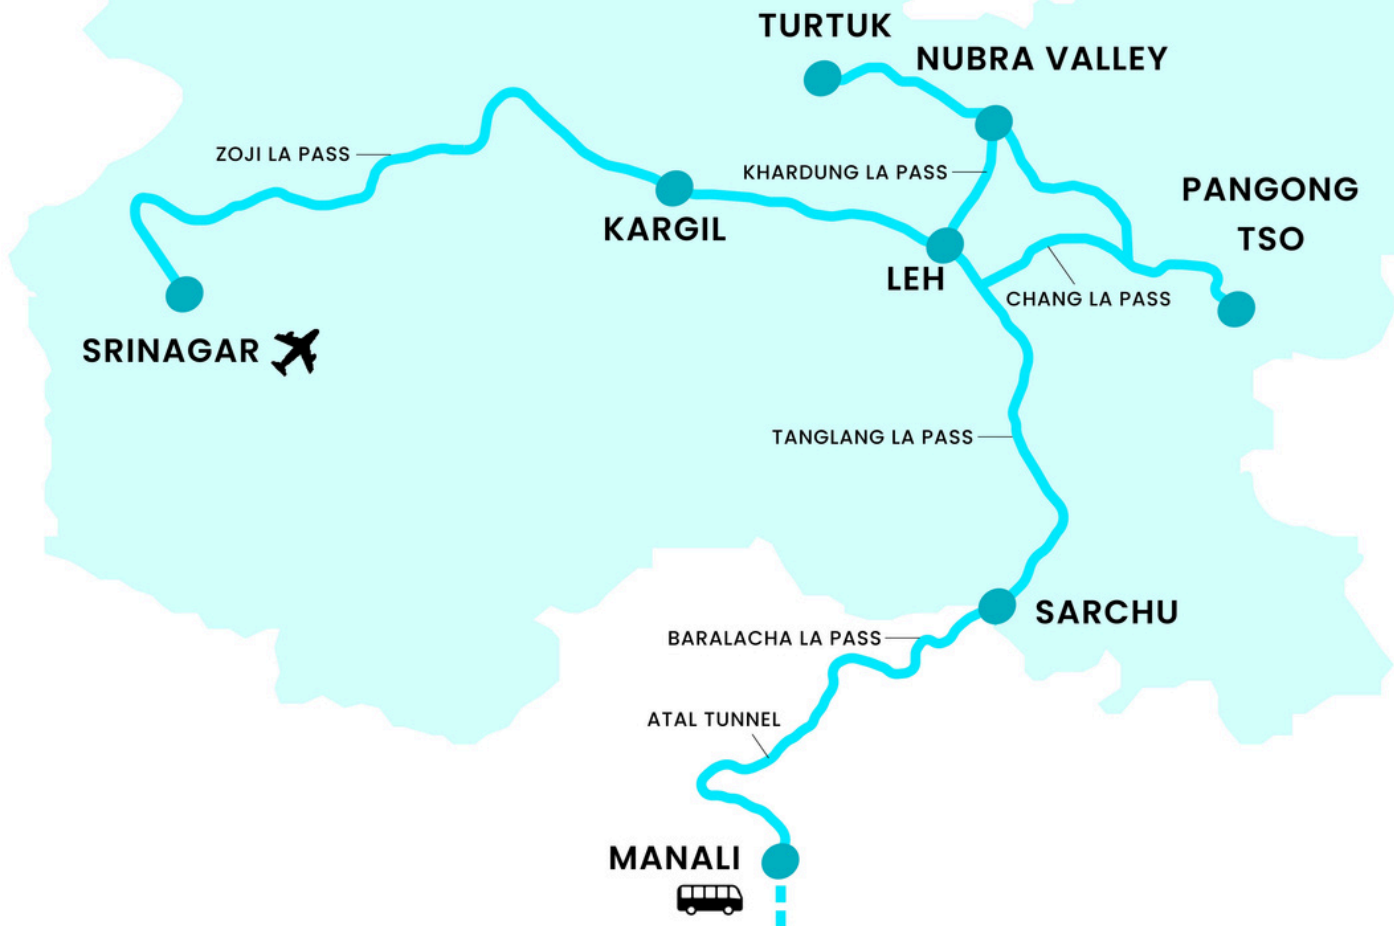 TURTUK
NUBRA VALLEY
ZOJI LA PASS
KHARDUNG LA PASS
PANGONG
TSO
KARGIL
LEH
CHANG LA PASS
SRINAGAR
TANGLANG LA PASS
SARCHU
BARALACHA LA PASS
ATAL TUNNEL
MANALI